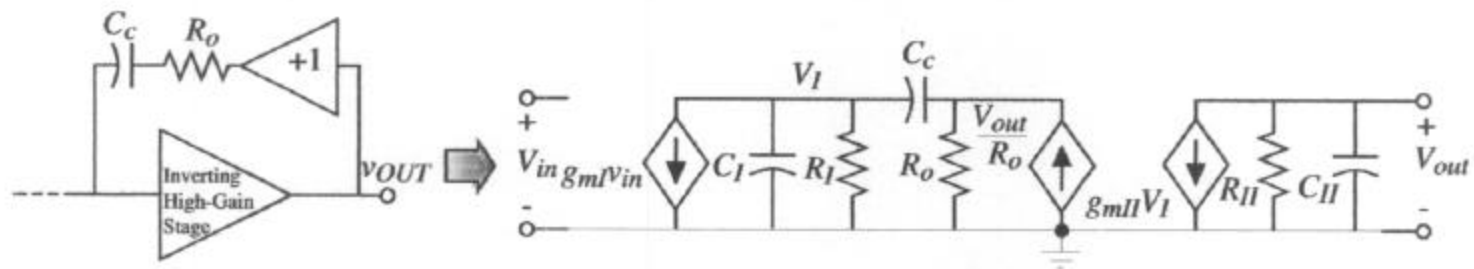 C_c
R_o
+1
v_OUT
Inverting
High-Gain
Stage
V_in
+
-
g_mI v_in
C_I
R_I
V_I
C_c
R_o
V_out
R_o
g_mII V_I
R_II
C_II
+
V_out
-